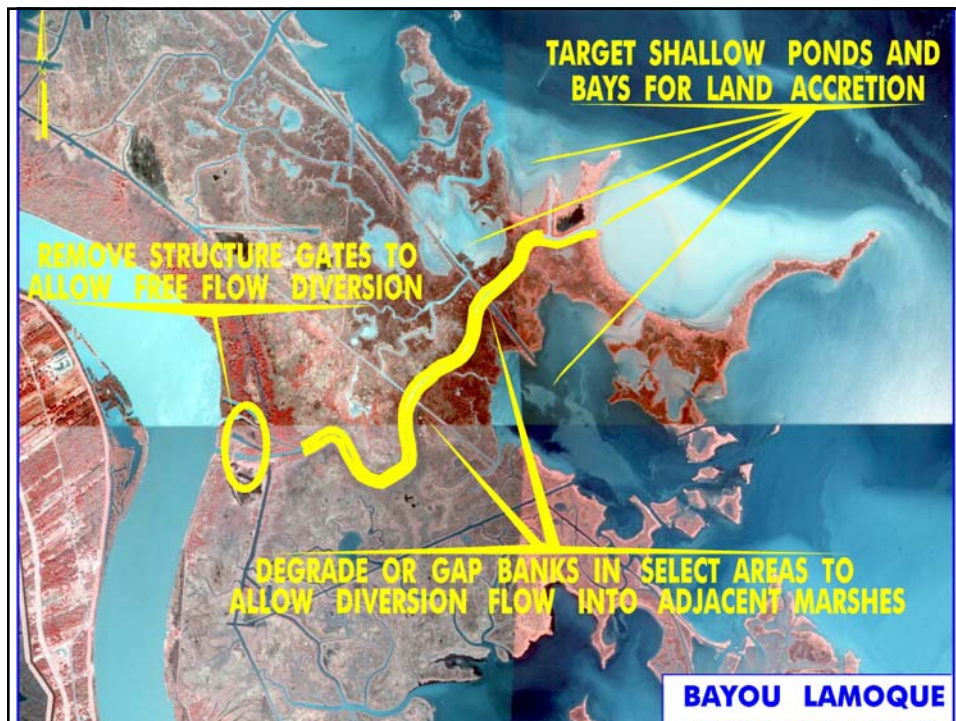 TARGET SHALLOW PONDS AND
BAYS FOR LAND ACCRETION
REMOVE STRUCTURE GATES TO
ALLOW FREE FLOW DIVERSION
DEGRADE OR GAP BANKS IN SELECT AREAS TO
ALLOW DIVERSION FLOW INTO ADJACENT MARSHES
BAYOU LAMOQUE